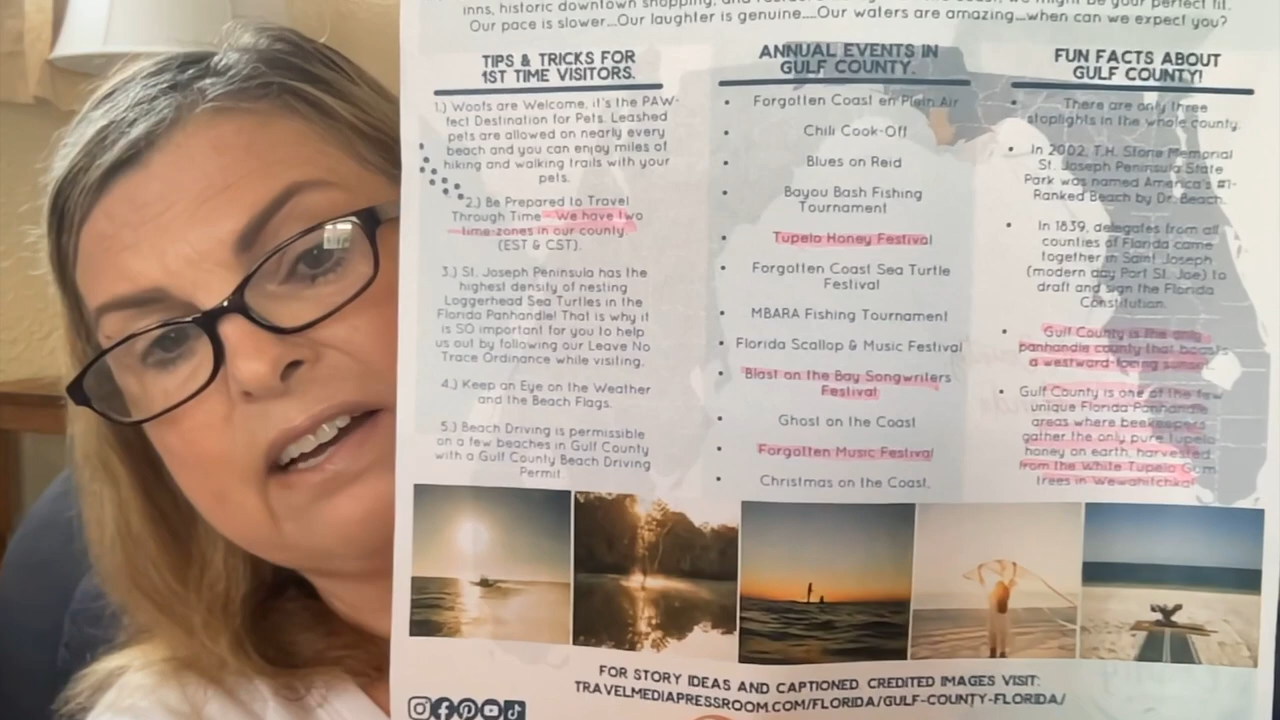 inns, historic downtown shopping, and
Our pace is slower...Our laughter is genuine.....Our waters are amazing...when can we expect you?
TIPS & TRICKS FOR
1ST TIME VISITORS.
1.) Woofs are Welcome, it's the PAW-
fect Destination for Pets. Leashed
pets are allowed on nearly every
beach and you can enjoy miles of
hiking and walking trails with your
pets.
2.) Be Prepared to Travel
Through Time - We have two
time-zones in our county.
(EST & CST).
3.) St. Joseph Peninsula has the
highest density of nesting
Loggerhead Sea Turtles in the
Florida Panhandle! That is why it
is SO important for you to help
us out by following our Leave No
Trace Ordinance while visiting.
4.) Keep an Eye on the Weather
and the Beach Flags.
5.) Beach Driving is permissible
on a few beaches in Gulf County
with a Gulf County Beach Driving
Permit.
ANNUAL EVENTS IN
GULF COUNTY.
• Forgotten Coast en Plein Air
• Chili Cook-Off
• Blues on Reid
• Bayou Bash Fishing
Tournament
• Tupelo Honey Festival
• Forgotten Coast Sea Turtle
Festival
• MBARA Fishing Tournament
• Florida Scallop & Music Festival
• Blast on the Bay Songwriters
Festival
• Ghost on the Coast
• Forgotten Music Festival
• Christmas on the Coast.
FUN FACTS ABOUT
GULF COUNTY!
• There are only three
stoplights in the whole county.
• In 2002, T.H. Stone Memorial
St. Joseph Peninsula State
Park was named America's #1-
Ranked Beach by Dr. Beach.
• In 1839, delegates from all
counties of Florida came
together in Saint Joseph
(modern day Port St. Joe) to
draft and sign the Florida
Constitution.
• Gulf County is the only
panhandle county that boasts
a westward-facing sunset.
• Gulf County is one of the few
unique Florida Panhandle
areas where beekeepers
gather the only pure tupelo
honey on earth, harvested
from the White Tupelo Gum
trees in Wewahitchka!
FOR STORY IDEAS AND CAPTIONED, CREDITED IMAGES VISIT:
TRAVELMEDIAPRESSROOM.COM/FLORIDA/GULF-COUNTY-FLORIDA/